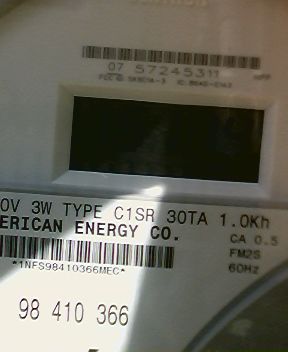 07 57245311
0V 3W TYPE C1SR 30TA 1.0Kh
ERICAN ENERGY CO.
CA 0.5
FM2S
60Hz
*1NFS98410366MEC*
98 410 366